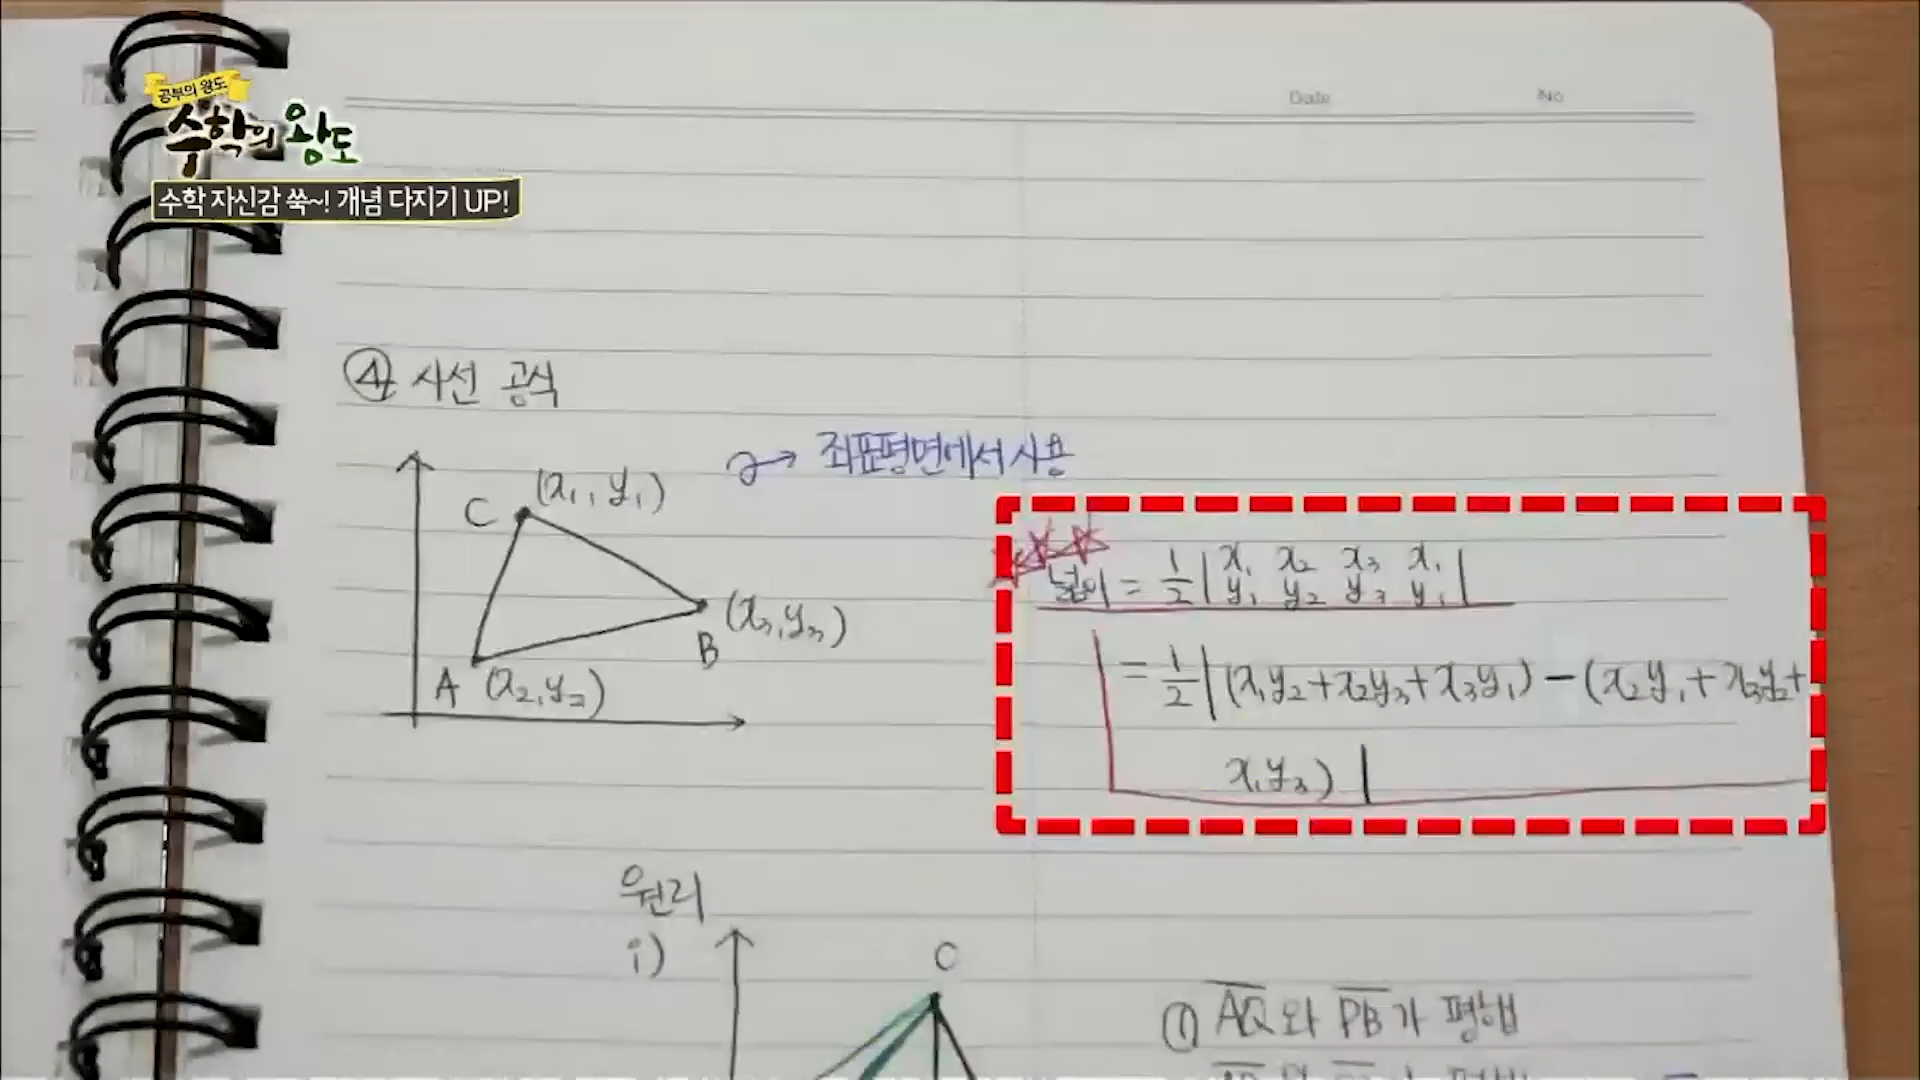 공부의 왕도
수학의 왕도
수학 자신감 쑥~! 개념 다지기 UP!
Date No
④ 사선 공식
→ 좌표평면에서 사용
C (x₁, y₁)
B (x₃, y₃)
A (x₂, y₂)
넓이 = 1/2 | x₁ x₂ x₃ x₁
y₁ y₂ y₃ y₁ |
= 1/2 | (x₁y₂+x₂y₃+x₃y₁) - (x₂y₁+x₃y₂+
x₁y₃) |
원리
i) C
① AQ와 PB가 평행